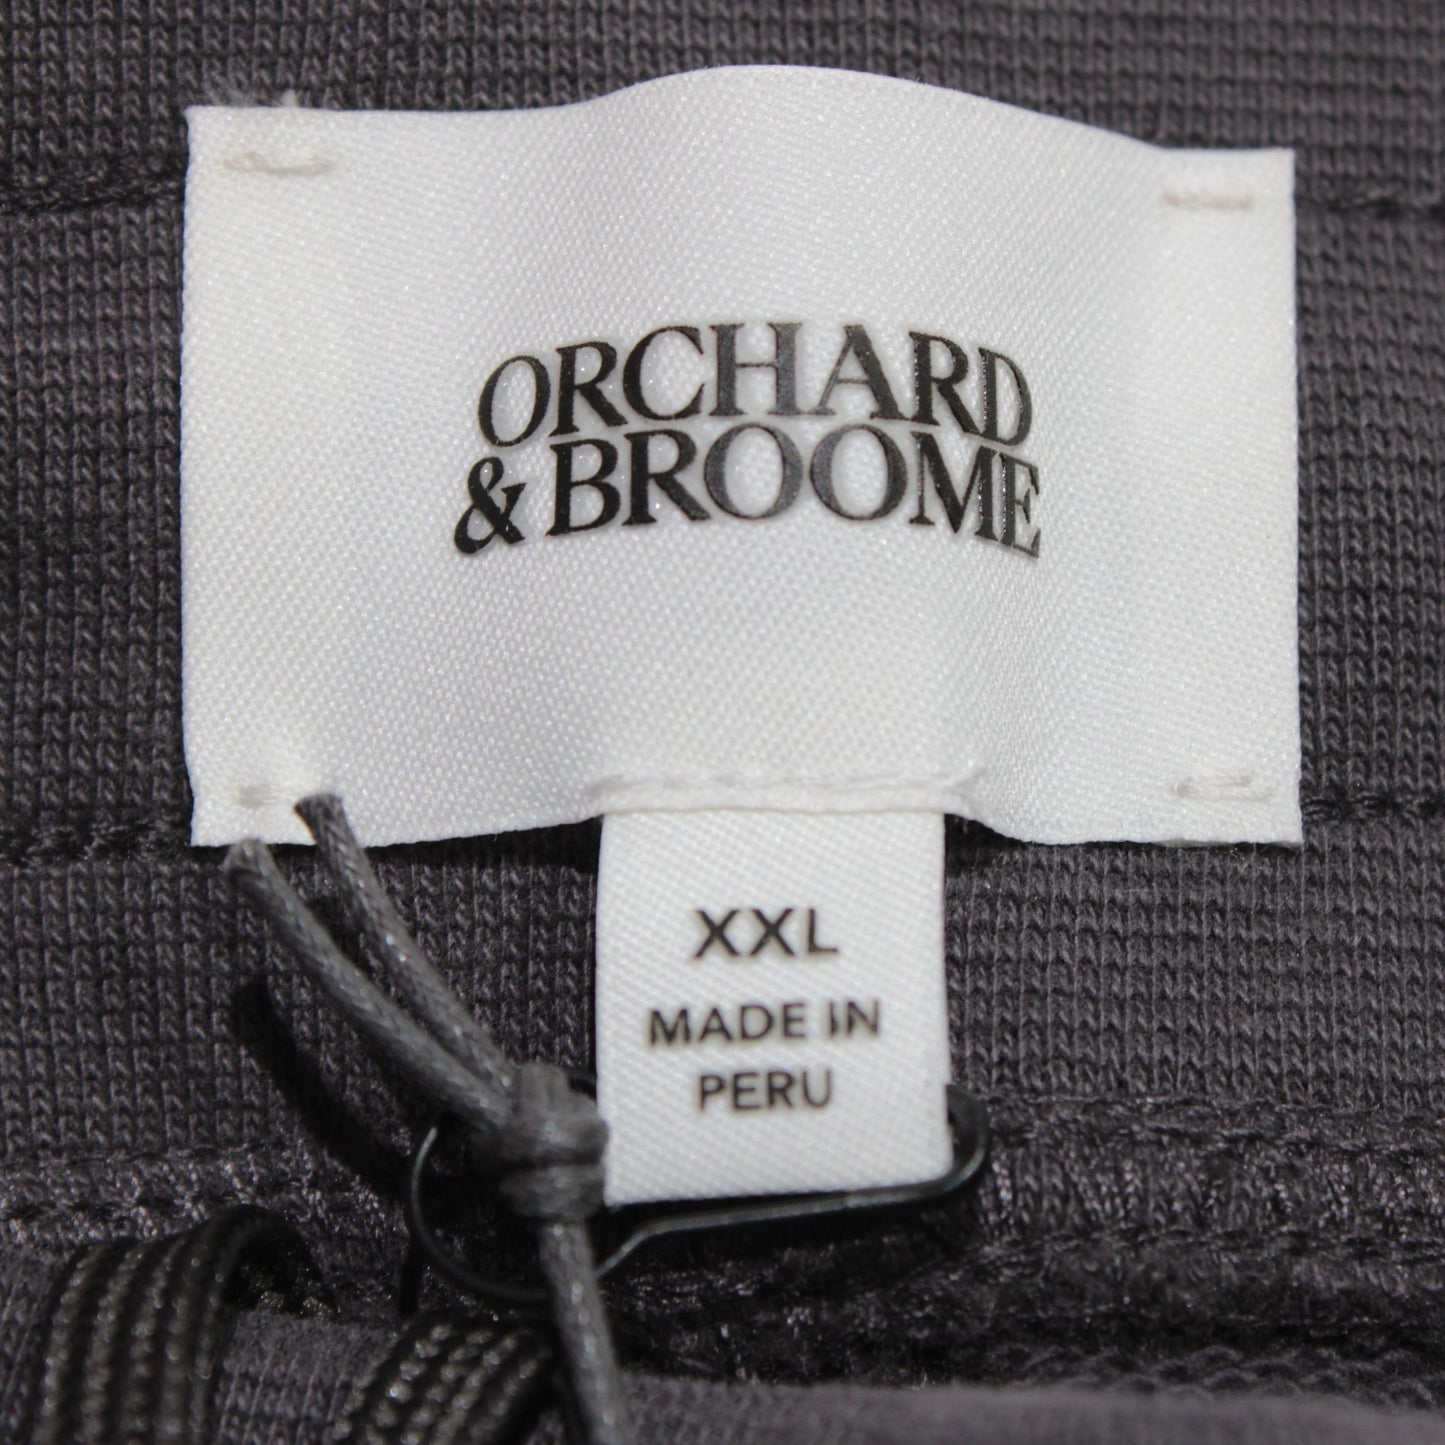 ORCHARD
& BROOME
XXL
MADE IN
PERU